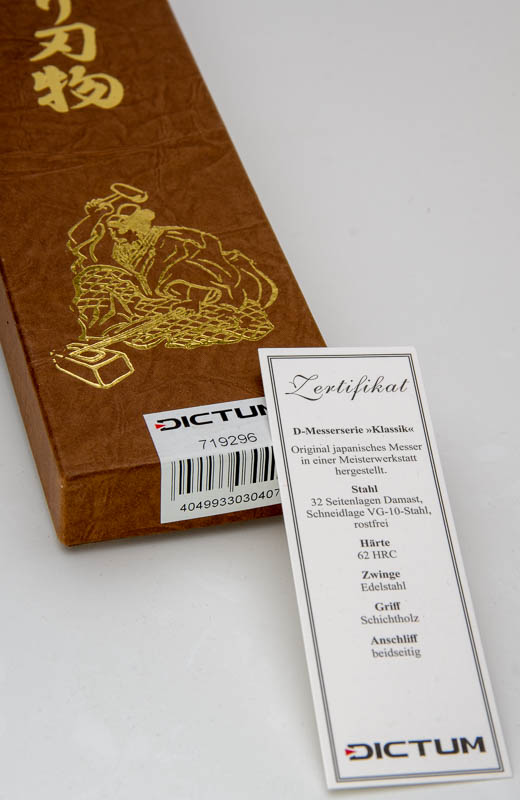 り刃物
DICTUM
719296
4049933030407
Zertifikat
D-Messerserie »Klassik«
Original japanisches Messer
in einer Meisterwerkstatt
hergestellt.
Stahl
32 Seitenlagen Damast,
Schneidlage VG-10-Stahl,
rostfrei
Härte
62 HRC
Zwinge
Edelstahl
Griff
Schichtholz
Anschliff
beidseitig
DICTUM